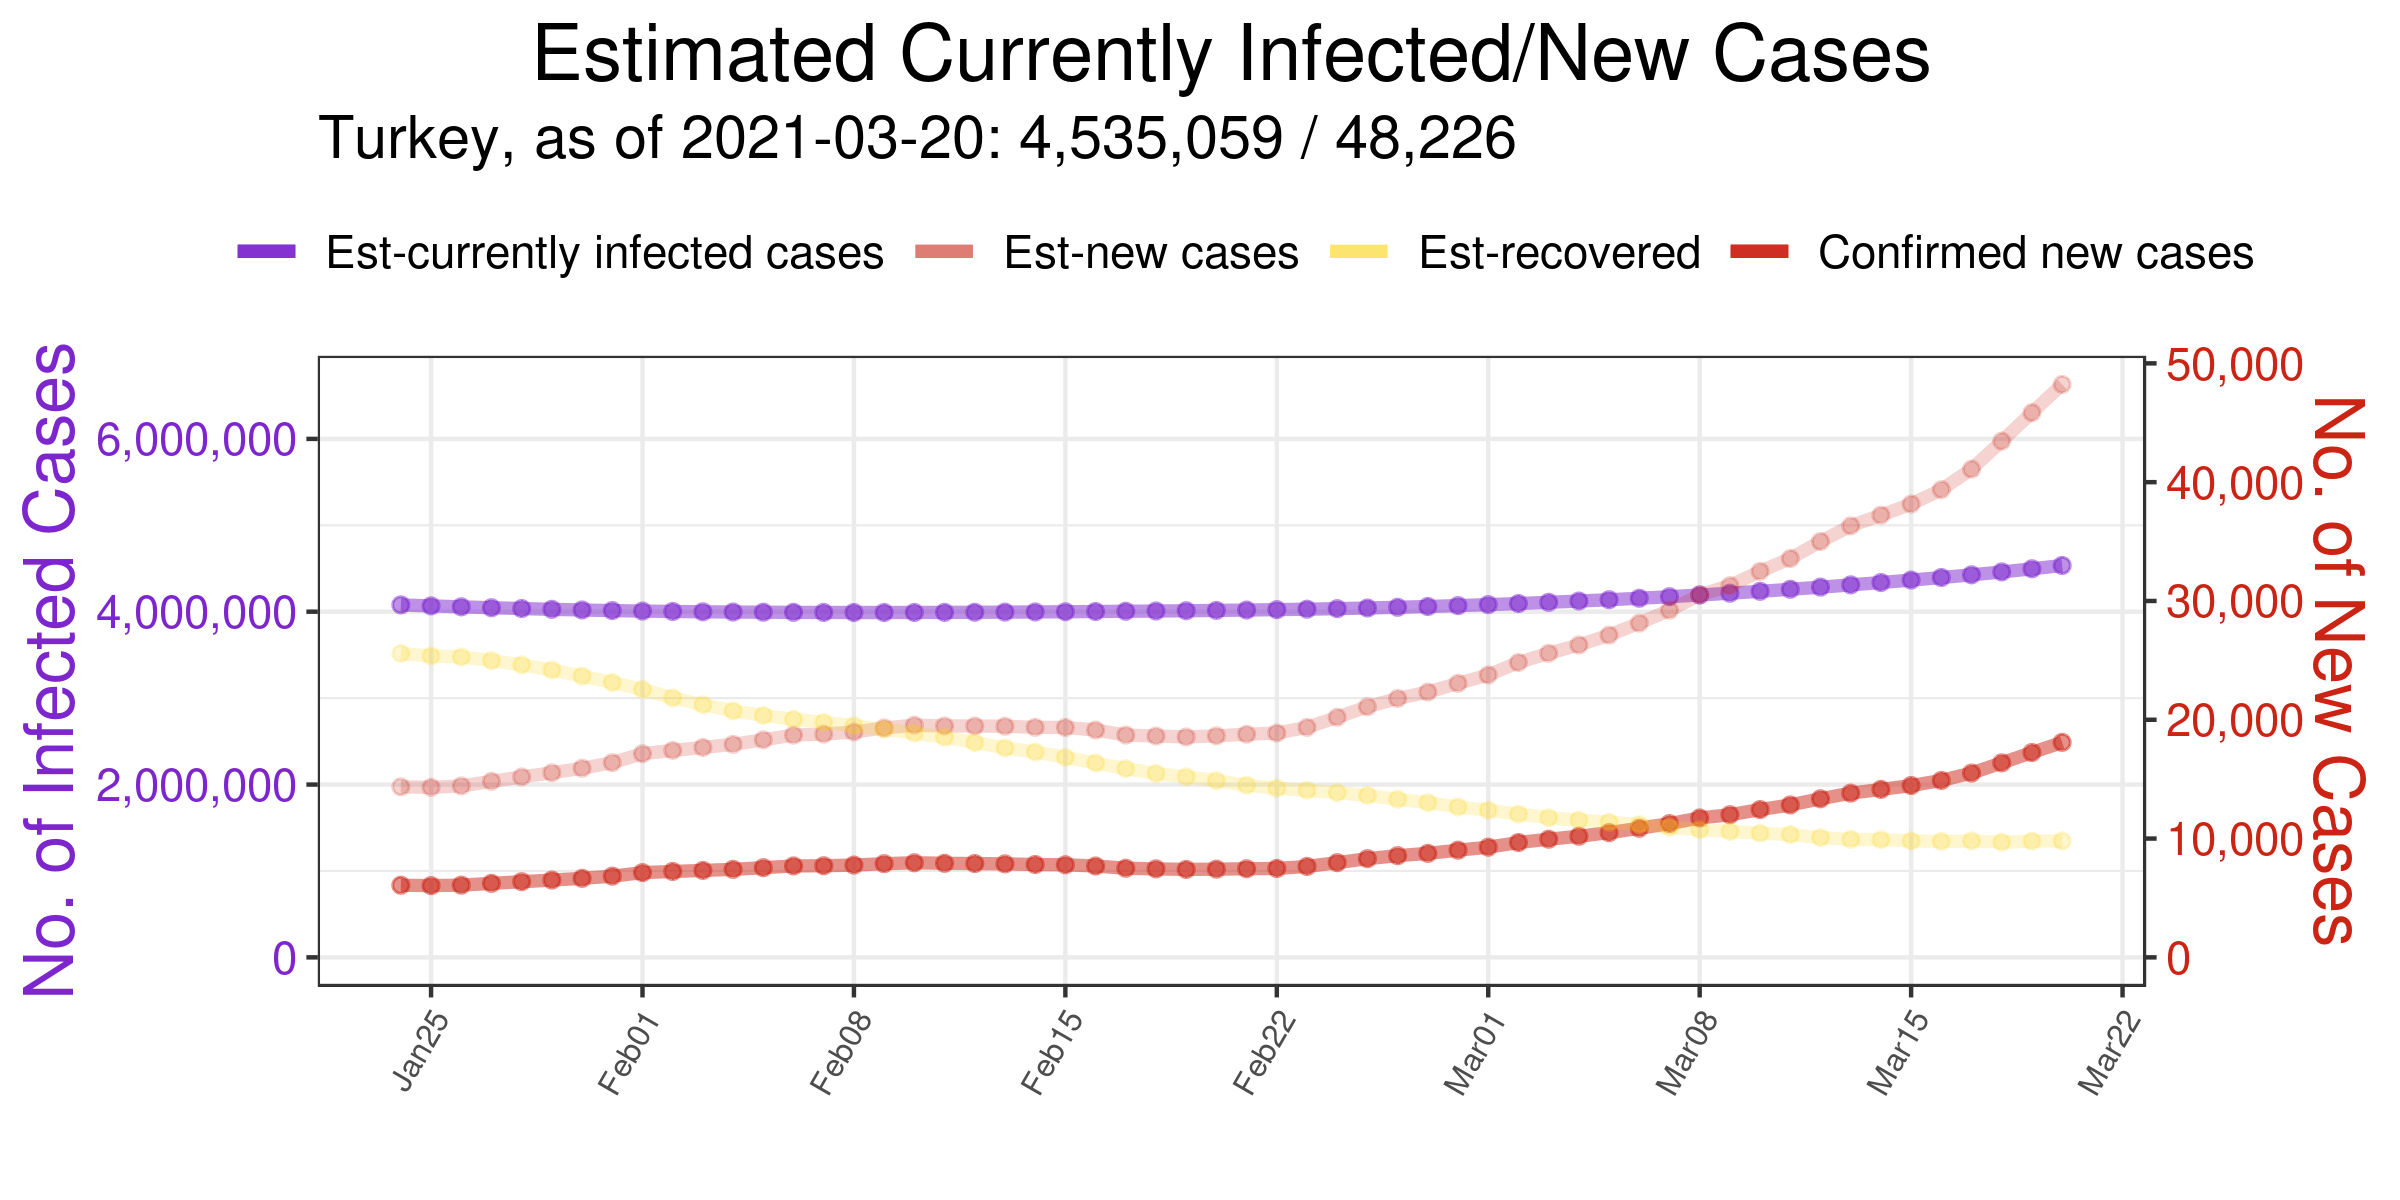 Estimated Currently Infected/New Cases
Turkey, as of 2021-03-20: 4,535,059 / 48,226
Est-currently infected cases Est-new cases Est-recovered Confirmed new cases
No. of Infected Cases
6,000,000
4,000,000
2,000,000
0
50,000
40,000
30,000
20,000
10,000
0
No. of New Cases
Jan25 Feb01 Feb08 Feb15 Feb22 Mar01 Mar08 Mar15 Mar22